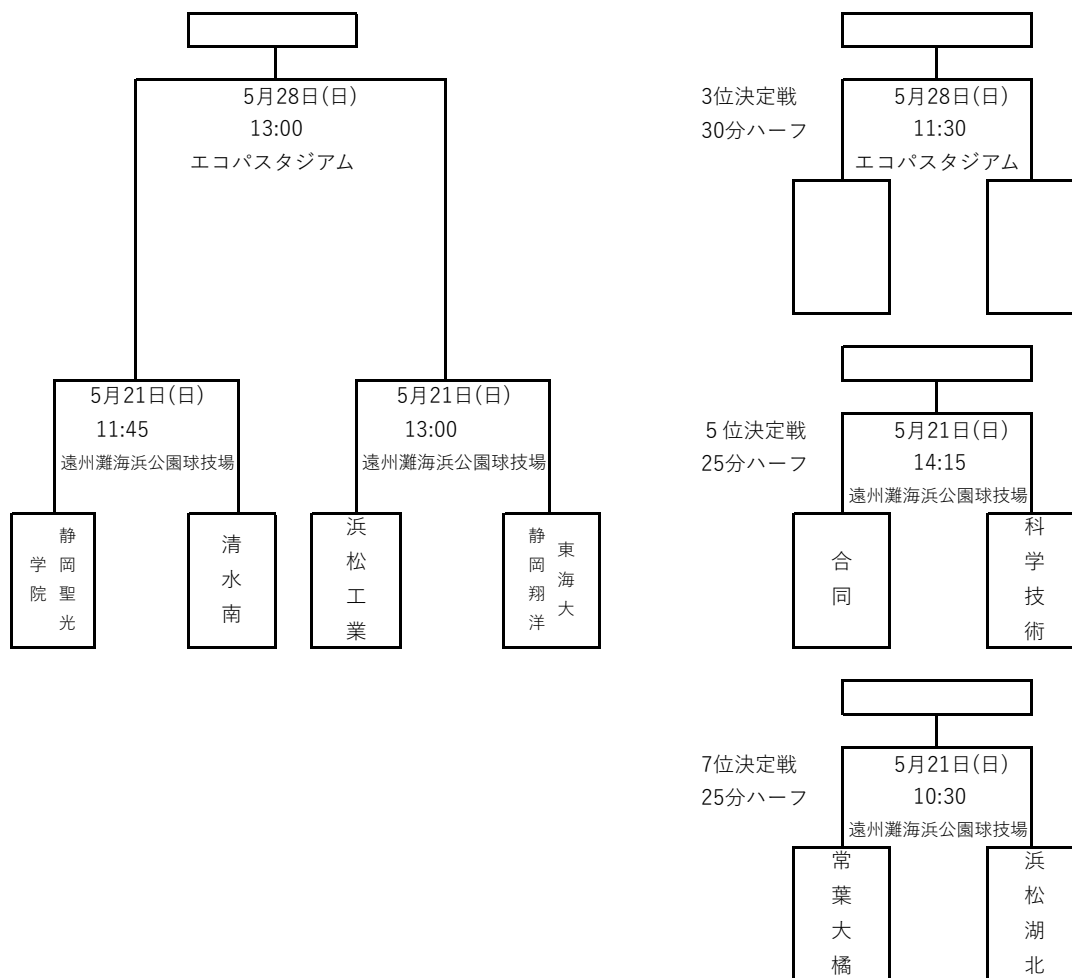 5月28日(日)
13:00
エコパスタジアム
5月21日(日)
11:45
遠州灘海浜公園球技場
5月21日(日)
13:00
遠州灘海浜公園球技場
静岡聖光
学院
清水南
浜松工業
東海大
静岡翔洋
3位決定戦
30分ハーフ
5月28日(日)
11:30
エコパスタジアム
5位決定戦
25分ハーフ
5月21日(日)
14:15
遠州灘海浜公園球技場
合同
科学技術
7位決定戦
25分ハーフ
5月21日(日)
10:30
遠州灘海浜公園球技場
常葉大橘
浜松湖北